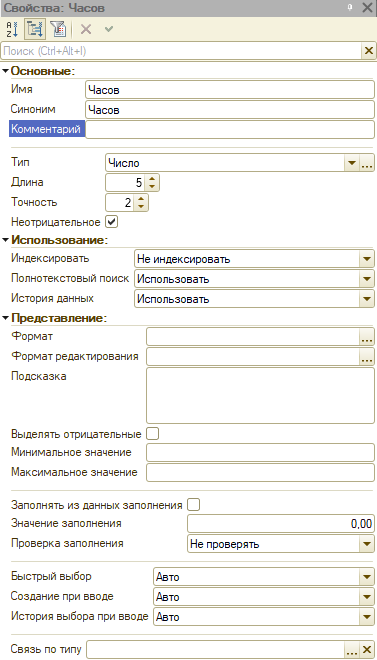 Свойства: Часов
Поиск (Ctrl+Alt+I)
Основные:
Имя Часов
Синоним Часов
Комментарий
Тип Число
Длина 5
Точность 2
Неотрицательное
Использование:
Индексировать Не индексировать
Полнотекстовый поиск Использовать
История данных Использовать
Представление:
Формат
Формат редактирования
Подсказка
Выделять отрицательные
Минимальное значение
Максимальное значение
Заполнять из данных заполнения
Значение заполнения 0,00
Проверка заполнения Не проверять
Быстрый выбор Авто
Создание при вводе Авто
История выбора при вводе Авто
Связь по типу